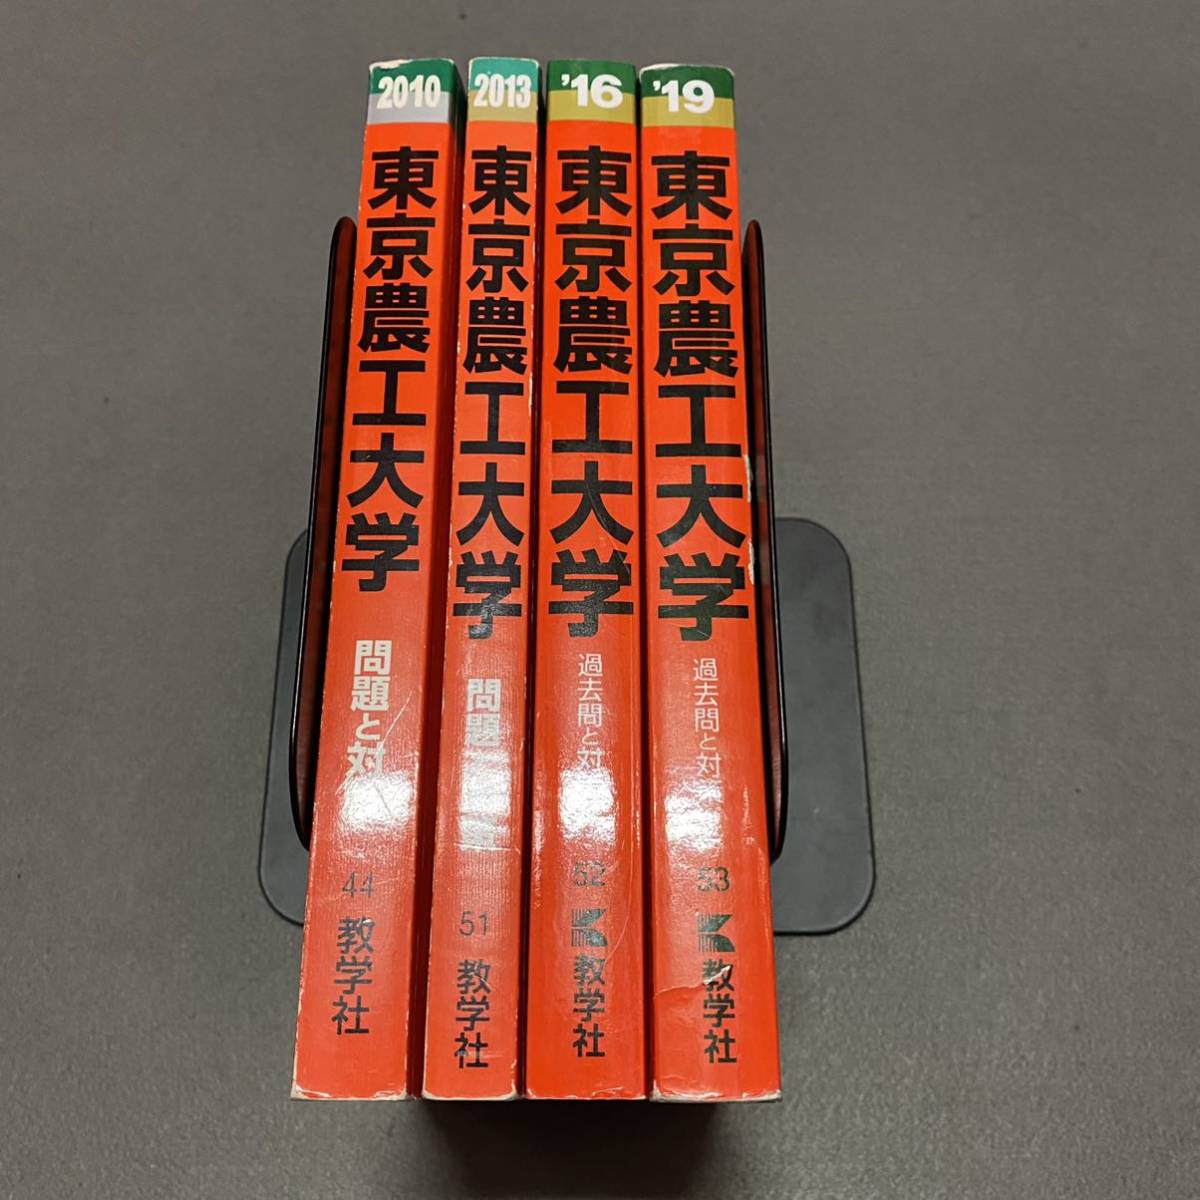 2010
東京農工大学
問題と対
44
教学社
2013
東京農工大学
問題
51
教学社
'16
東京農工大学
過去問と対
52
教学社
'19
東京農工大学
過去問と対策
53
教学社